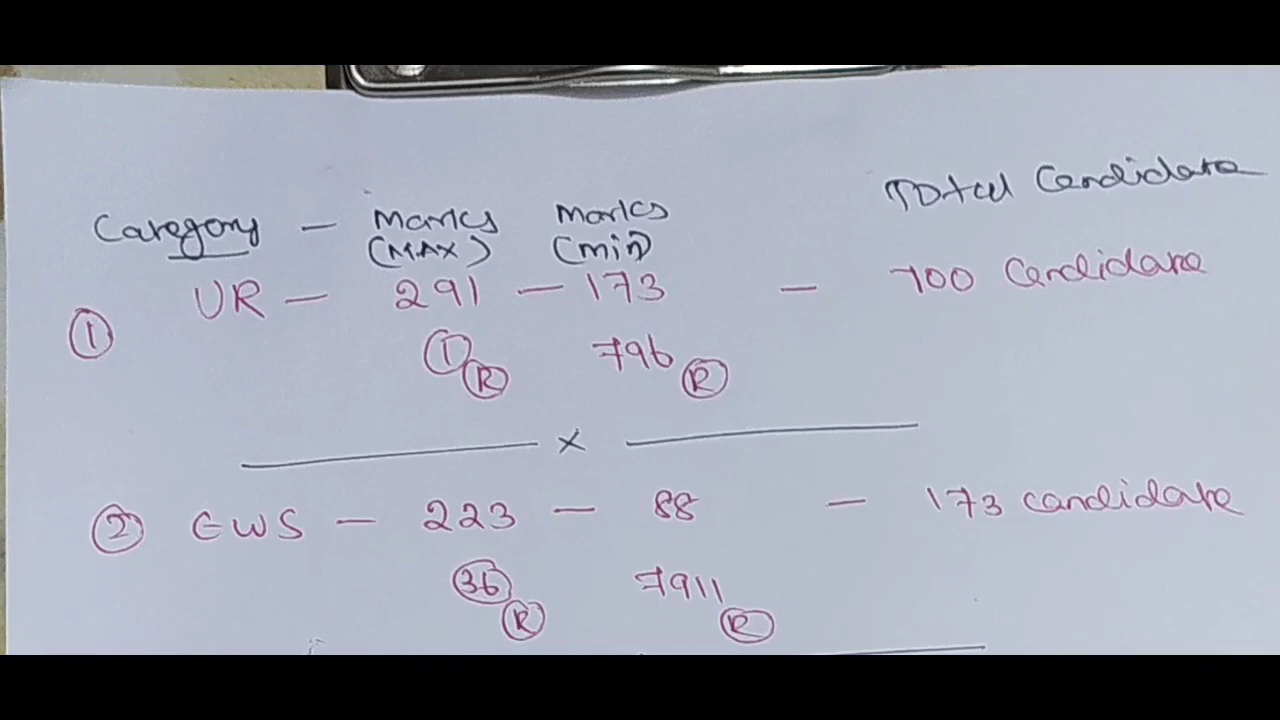 Category - Marks Marks Total Candidate
(MAX) (min)
① UR - 291 - 173 - 700 Candidate
① Ⓡ 796 Ⓡ
x
② EWS - 223 - 88 - 173 candidate
㊱ Ⓡ 7911 Ⓡ